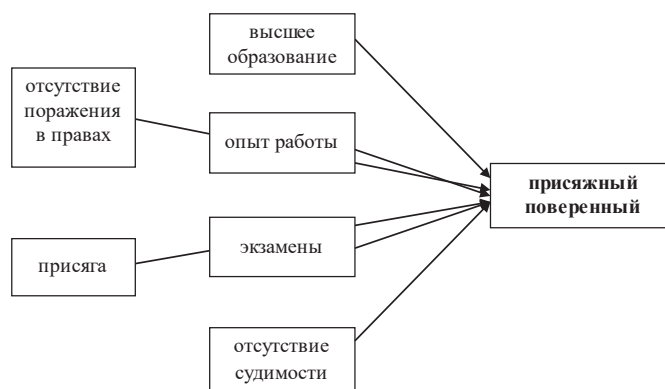 высшее
образование
отсутствие
поражения
в правах
опыт работы
присяжный
поверенный
экзамены
присяга
отсутствие
судимости